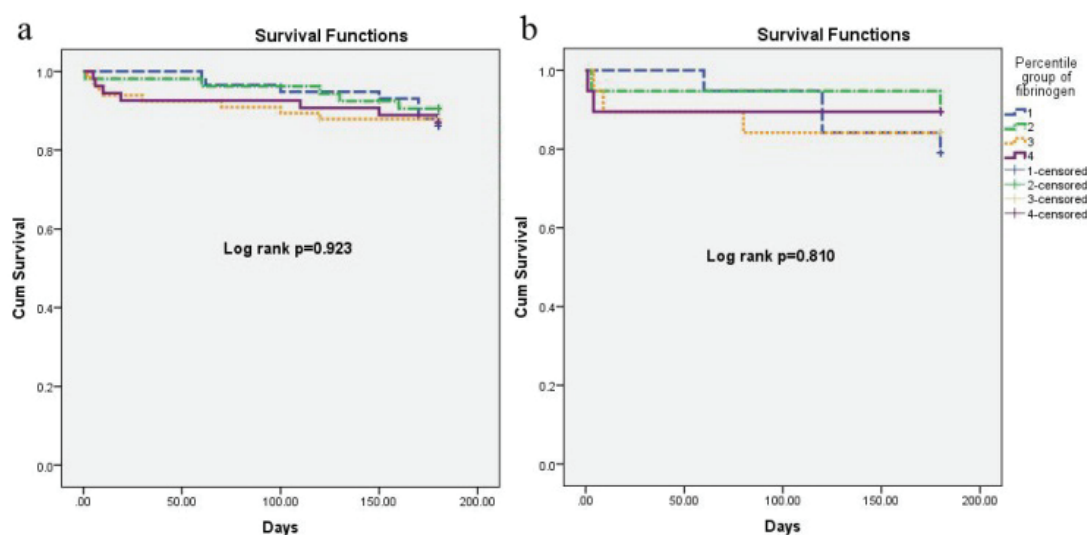 a
Survival Functions
1.0
0.8
0.6
0.4
0.2
0.0
Cum Survival
Log rank p=0.923
.00
50.00
100.00
150.00
200.00
Days
b
Survival Functions
1.0
0.8
0.6
0.4
0.2
0.0
Cum Survival
Log rank p=0.810
.00
50.00
100.00
150.00
200.00
Days
Percentile
group of
fibrinogen
1
2
3
4
1-censored
2-censored
3-censored
4-censored